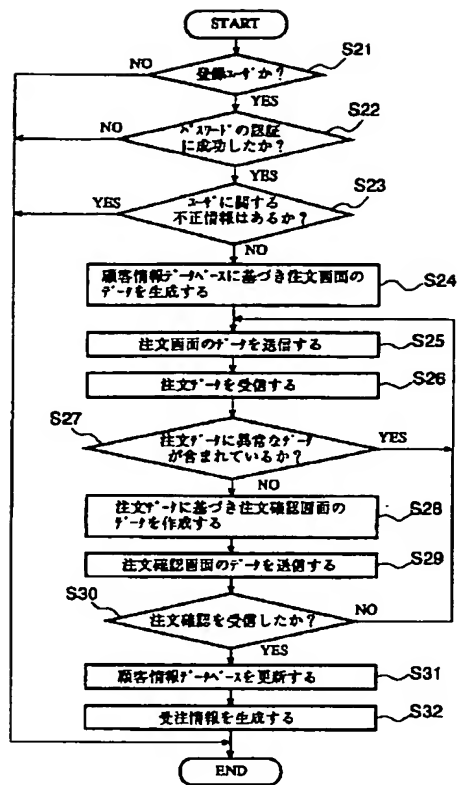 START
S21
NO
登録ユーザか？
YES
S22
NO
パスワードの認証
に成功したか？
YES
S23
YES
ユーザに関する
不正情報はあるか？
NO
顧客情報データベースに基づき注文画面の
データを生成する
S24
注文画面のデータを送信する
S25
注文データを受信する
S26
S27
注文データに異常なデータ
が含まれているか？
YES
NO
注文データに基づき注文確認画面の
データを作成する
S28
注文確認画面のデータを送信する
S29
S30
注文確認を受信したか？
NO
YES
顧客情報データベースを更新する
S31
受注情報を生成する
S32
END